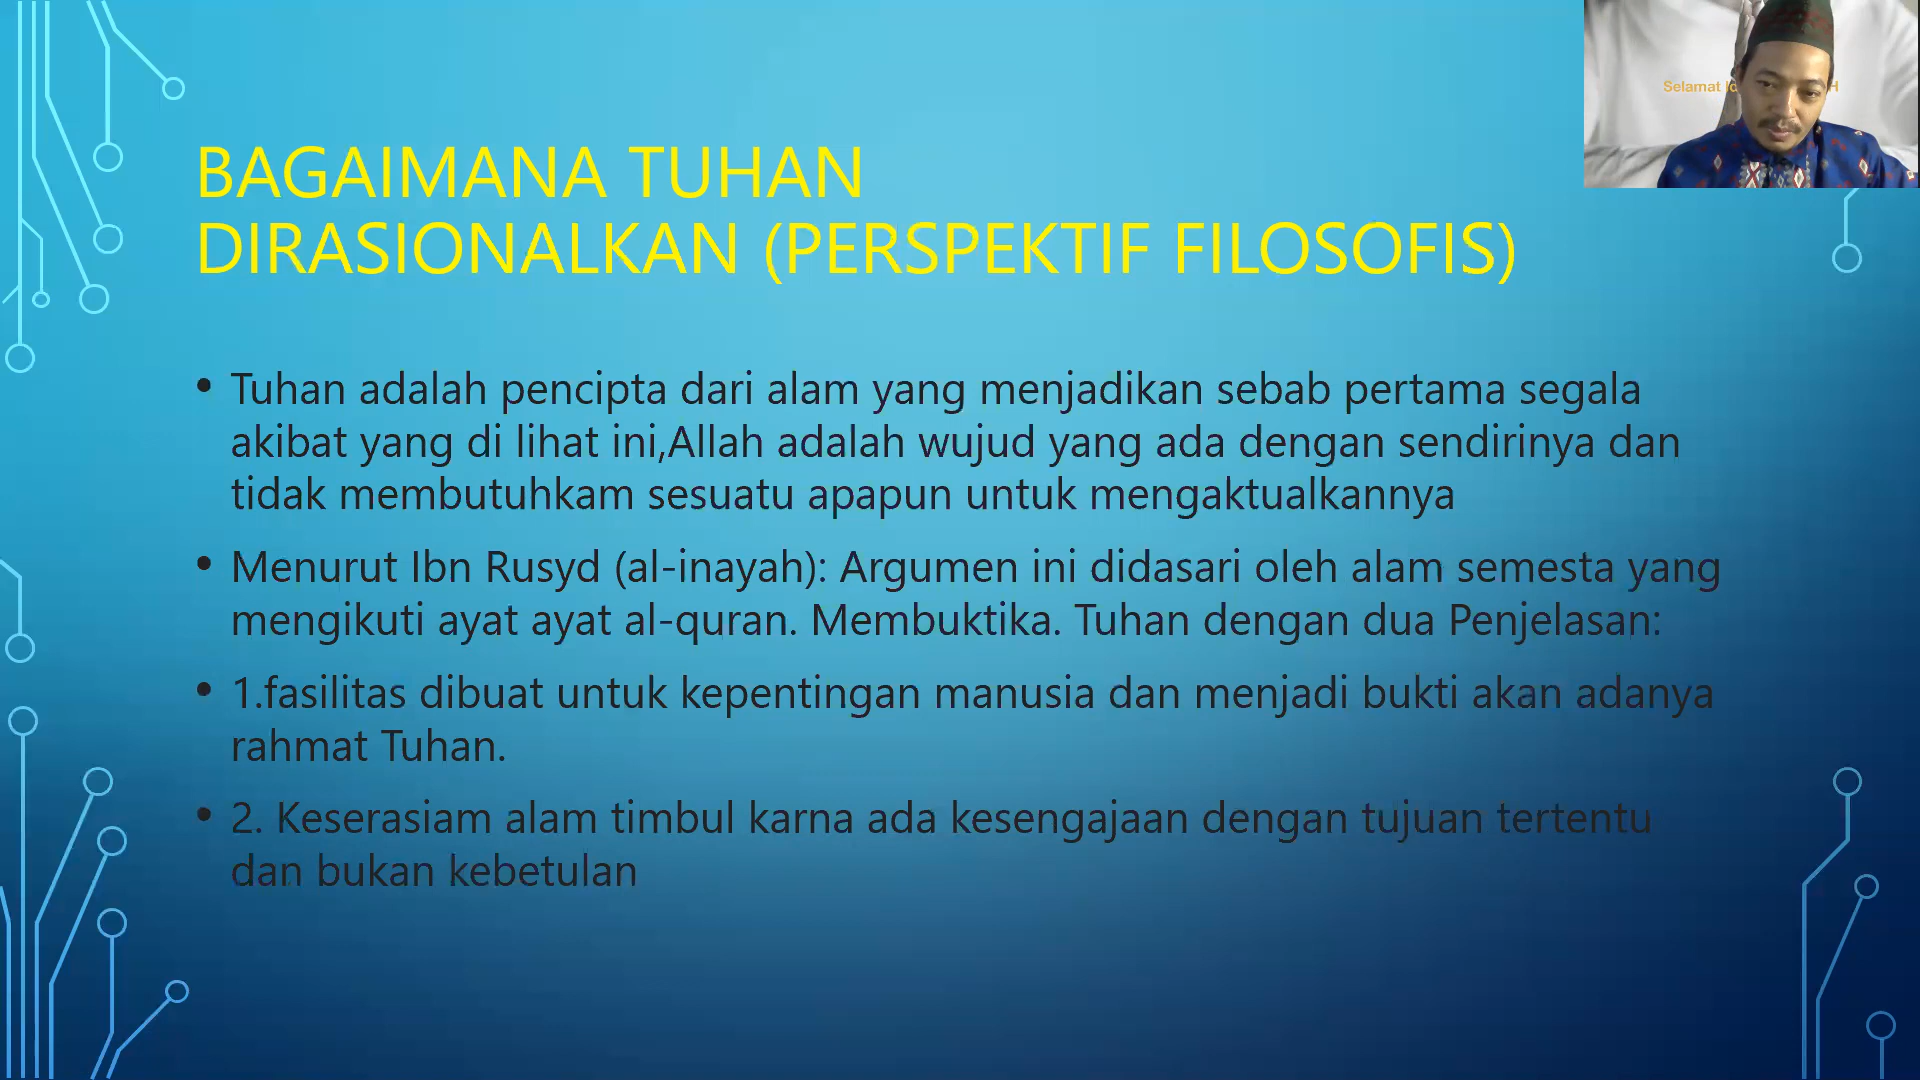 Selamat
H
BAGAIMANA TUHAN
DIRASIONALKAN (PERSPEKTIF FILOSOFIS)
• Tuhan adalah pencipta dari alam yang menjadikan sebab pertama segala
akibat yang di lihat ini,Allah adalah wujud yang ada dengan sendirinya dan
tidak membutuhkam sesuatu apapun untuk mengaktualkannya
• Menurut Ibn Rusyd (al-inayah): Argumen ini didasari oleh alam semesta yang
mengikuti ayat ayat al-quran. Membuktika. Tuhan dengan dua Penjelasan:
• 1.fasilitas dibuat untuk kepentingan manusia dan menjadi bukti akan adanya
rahmat Tuhan.
• 2. Keserasiam alam timbul karna ada kesengajaan dengan tujuan tertentu
dan bukan kebetulan